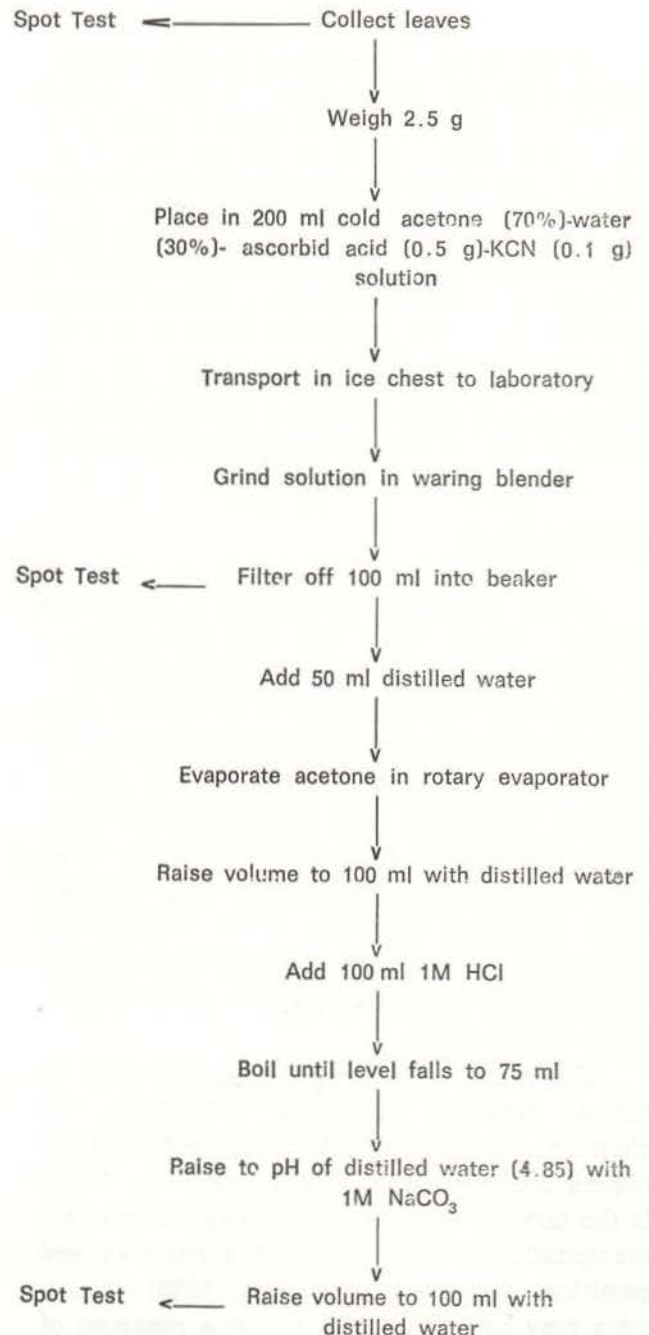 Spot Test Collect leaves
Weigh 2.5 g
Place in 200 ml cold acetone (70%)-water
(30%)- ascorbid acid (0.5 g)-KCN (0.1 g)
solution
Transport in ice chest to laboratory
Grind solution in waring blender
Spot Test Filter off 100 ml into beaker
Add 50 ml distilled water
Evaporate acetone in rotary evaporator
Raise volume to 100 ml with distilled water
Add 100 ml 1M HCl
Boil until level falls to 75 ml
Raise to pH of distilled water (4.85) with
1M NaCO₃
Spot Test Raise volume to 100 ml with
distilled water